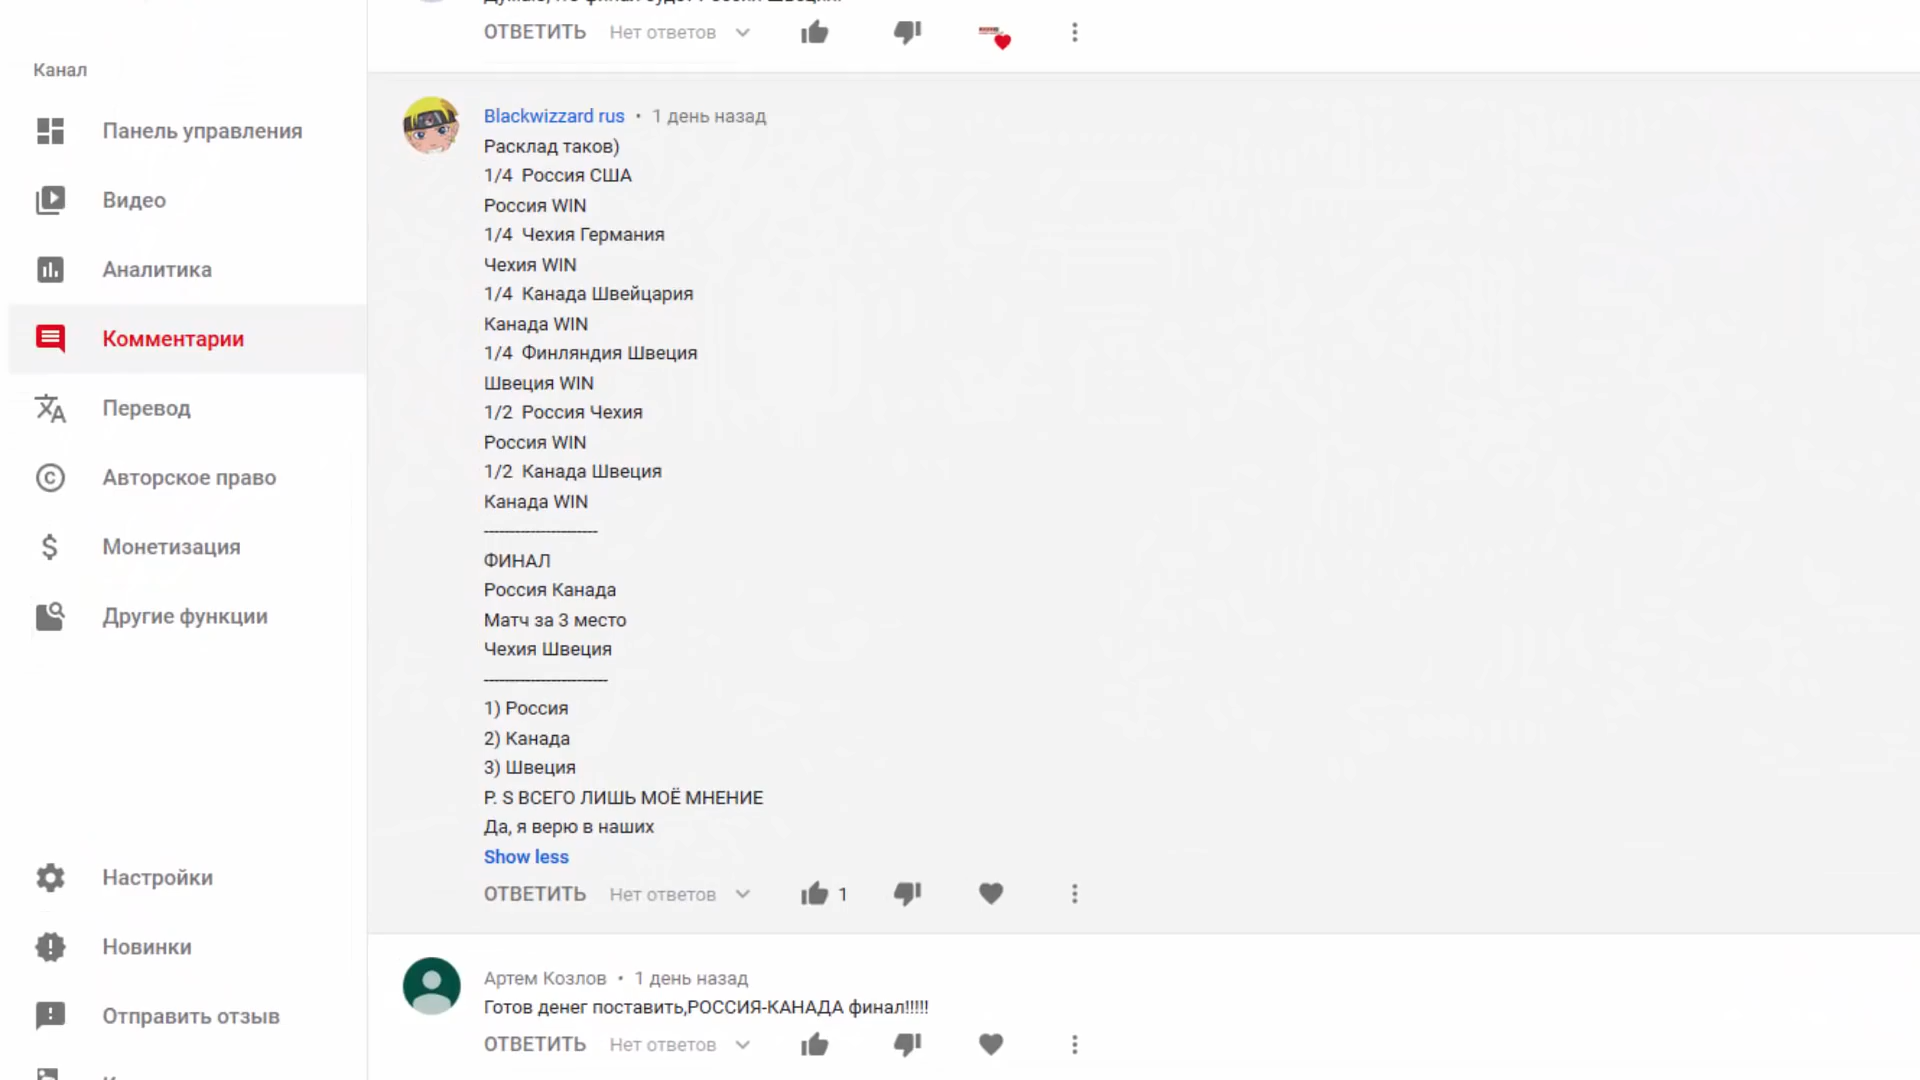 ОТВЕТИТЬ Нет ответов
Канал
Панель управления
Видео
Аналитика
Комментарии
Перевод
Авторское право
Монетизация
Другие функции
Настройки
Новинки
Отправить отзыв
Blackwizzard rus • 1 день назад
Расклад таков)
1/4 Россия США
Россия WIN
1/4 Чехия Германия
Чехия WIN
1/4 Канада Швейцария
Канада WIN
1/4 Финляндия Швеция
Швеция WIN
1/2 Россия Чехия
Россия WIN
1/2 Канада Швеция
Канада WIN
----------------------
ФИНАЛ
Россия Канада
Матч за 3 место
Чехия Швеция
------------------------
1) Россия
2) Канада
3) Швеция
P. S ВСЕГО ЛИШЬ МОЁ МНЕНИЕ
Да, я верю в наших
Show less
ОТВЕТИТЬ Нет ответов 1
Артем Козлов • 1 день назад
Готов денег поставить,РОССИЯ-КАНАДА финал!!!!!
ОТВЕТИТЬ Нет ответов